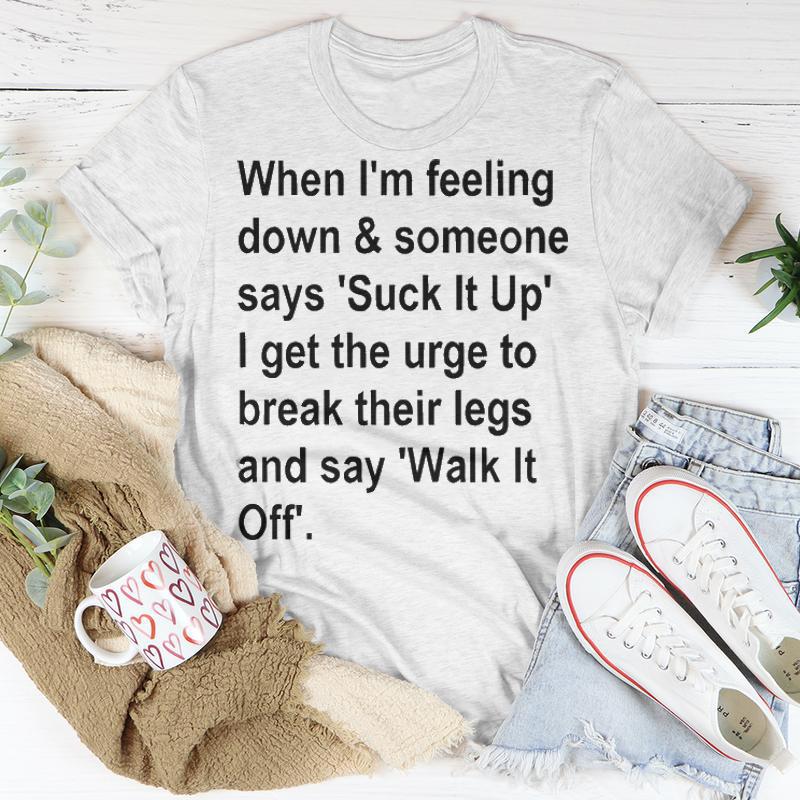 When I'm feeling
down & someone
says 'Suck It Up'
I get the urge to
break their legs
and say 'Walk It
Off'.